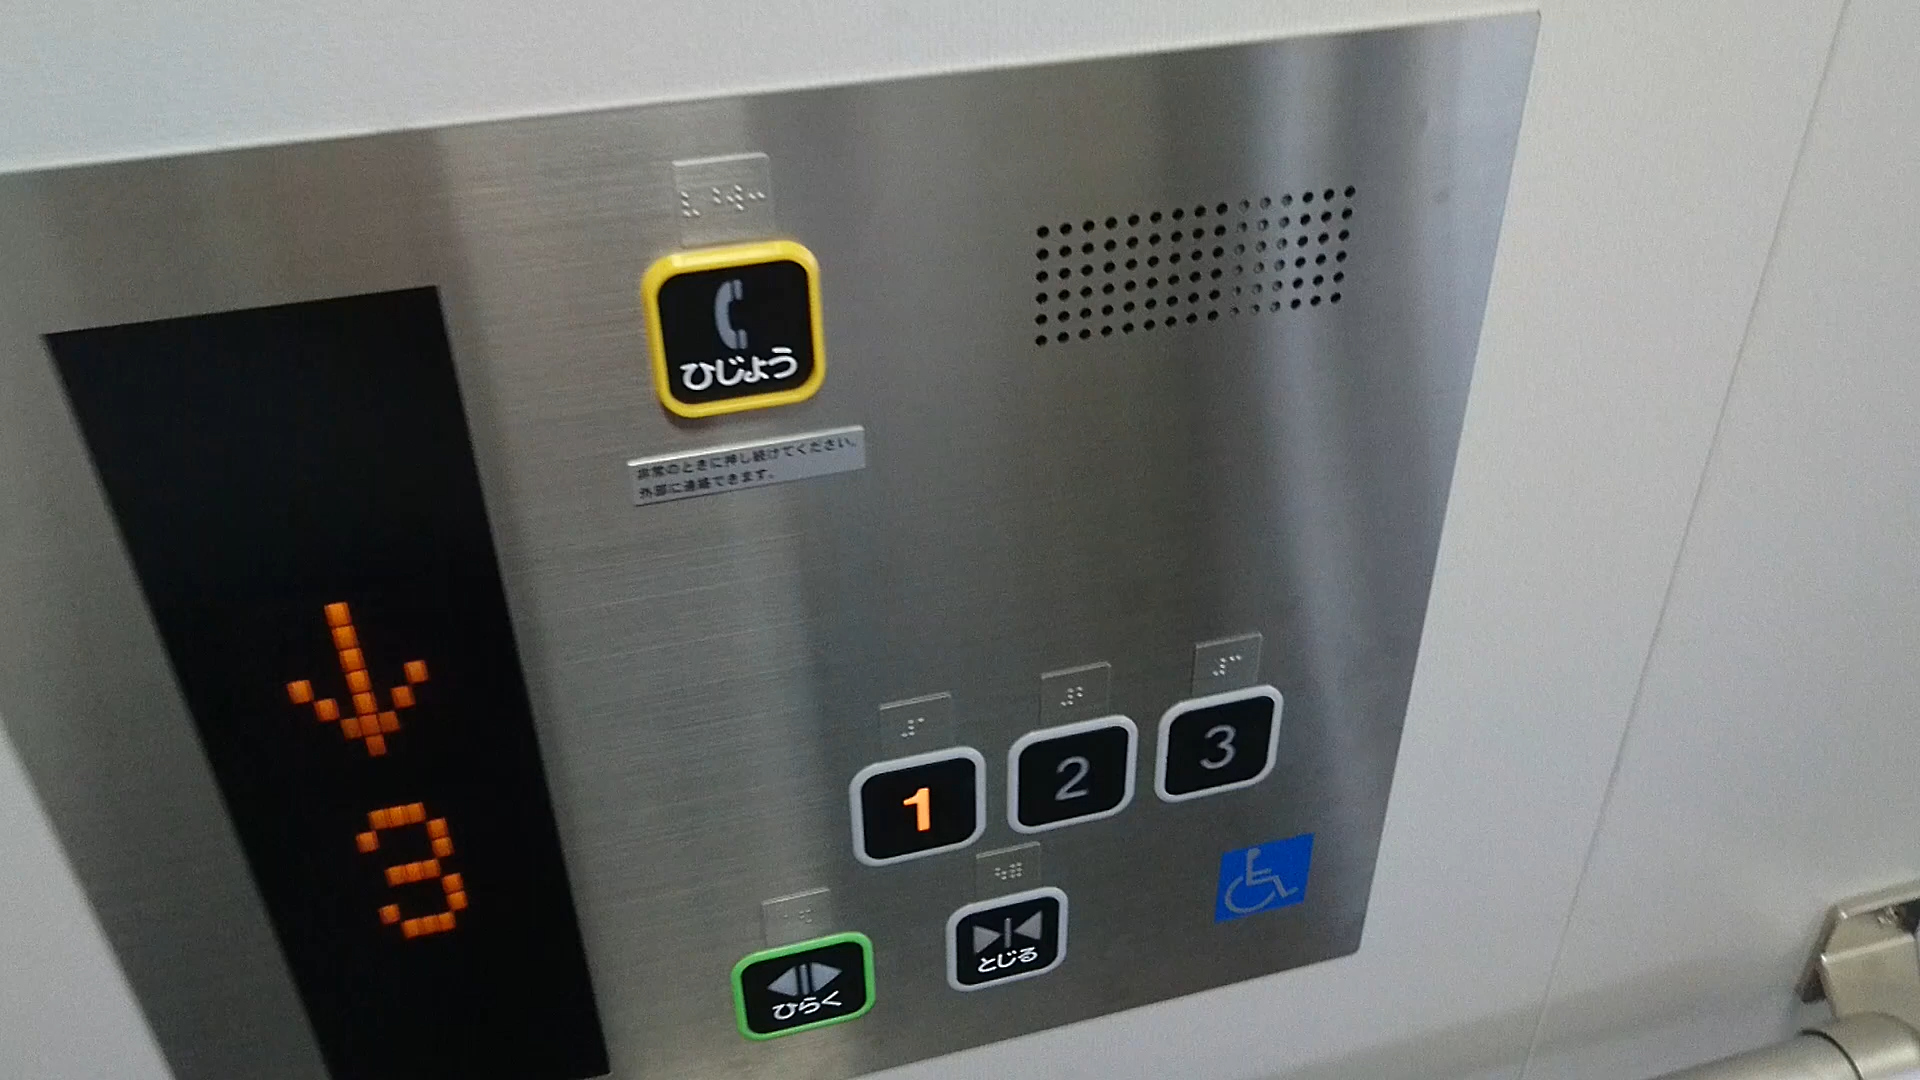 ひじょう
非常のときに押し続けてください。
外部に連絡できます。
3
1 2 3
ひらく とじる